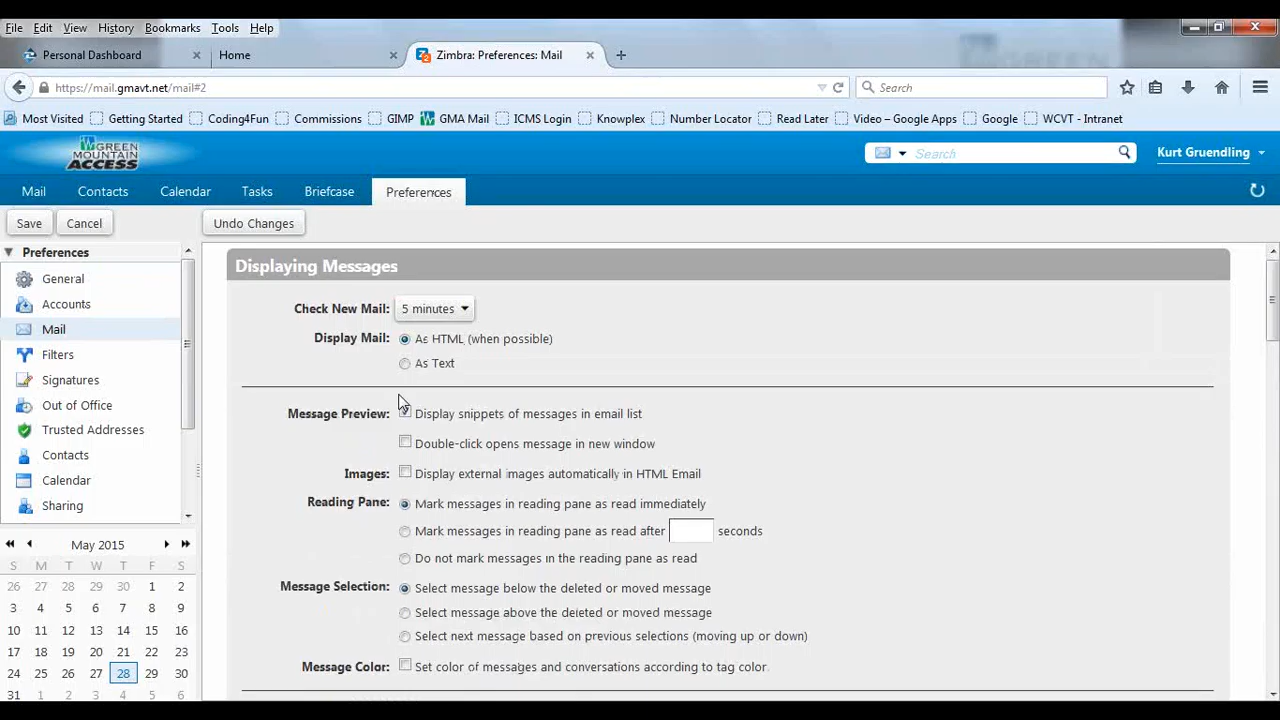 File Edit View History Bookmarks Tools Help
Personal Dashboard Home Zimbra: Preferences: Mail
https://mail.gmavt.net/mail#2 Search
Most Visited Getting Started Coding4Fun Commissions GIMP GMA Mail ICMS Login Knowplex Number Locator Read Later Video – Google Apps Google WCVT - Intranet
GREEN MOUNTAIN ACCESS Search Kurt Gruendling
Mail Contacts Calendar Tasks Briefcase Preferences
Save Cancel Undo Changes
Preferences
General
Accounts
Mail
Filters
Signatures
Out of Office
Trusted Addresses
Contacts
Calendar
Sharing
May 2015
S M T W T F S
26 27 28 29 30 1 2
3 4 5 6 7 8 9
10 11 12 13 14 15 16
17 18 19 20 21 22 23
24 25 26 27 28 29 30
31 1 2 3 4 5 6
Displaying Messages
Check New Mail: 5 minutes
Display Mail: As HTML (when possible)
As Text
Message Preview: Display snippets of messages in email list
Double-click opens message in new window
Images: Display external images automatically in HTML Email
Reading Pane: Mark messages in reading pane as read immediately
Mark messages in reading pane as read after seconds
Do not mark messages in the reading pane as read
Message Selection: Select message below the deleted or moved message
Select message above the deleted or moved message
Select next message based on previous selections (moving up or down)
Message Color: Set color of messages and conversations according to tag color